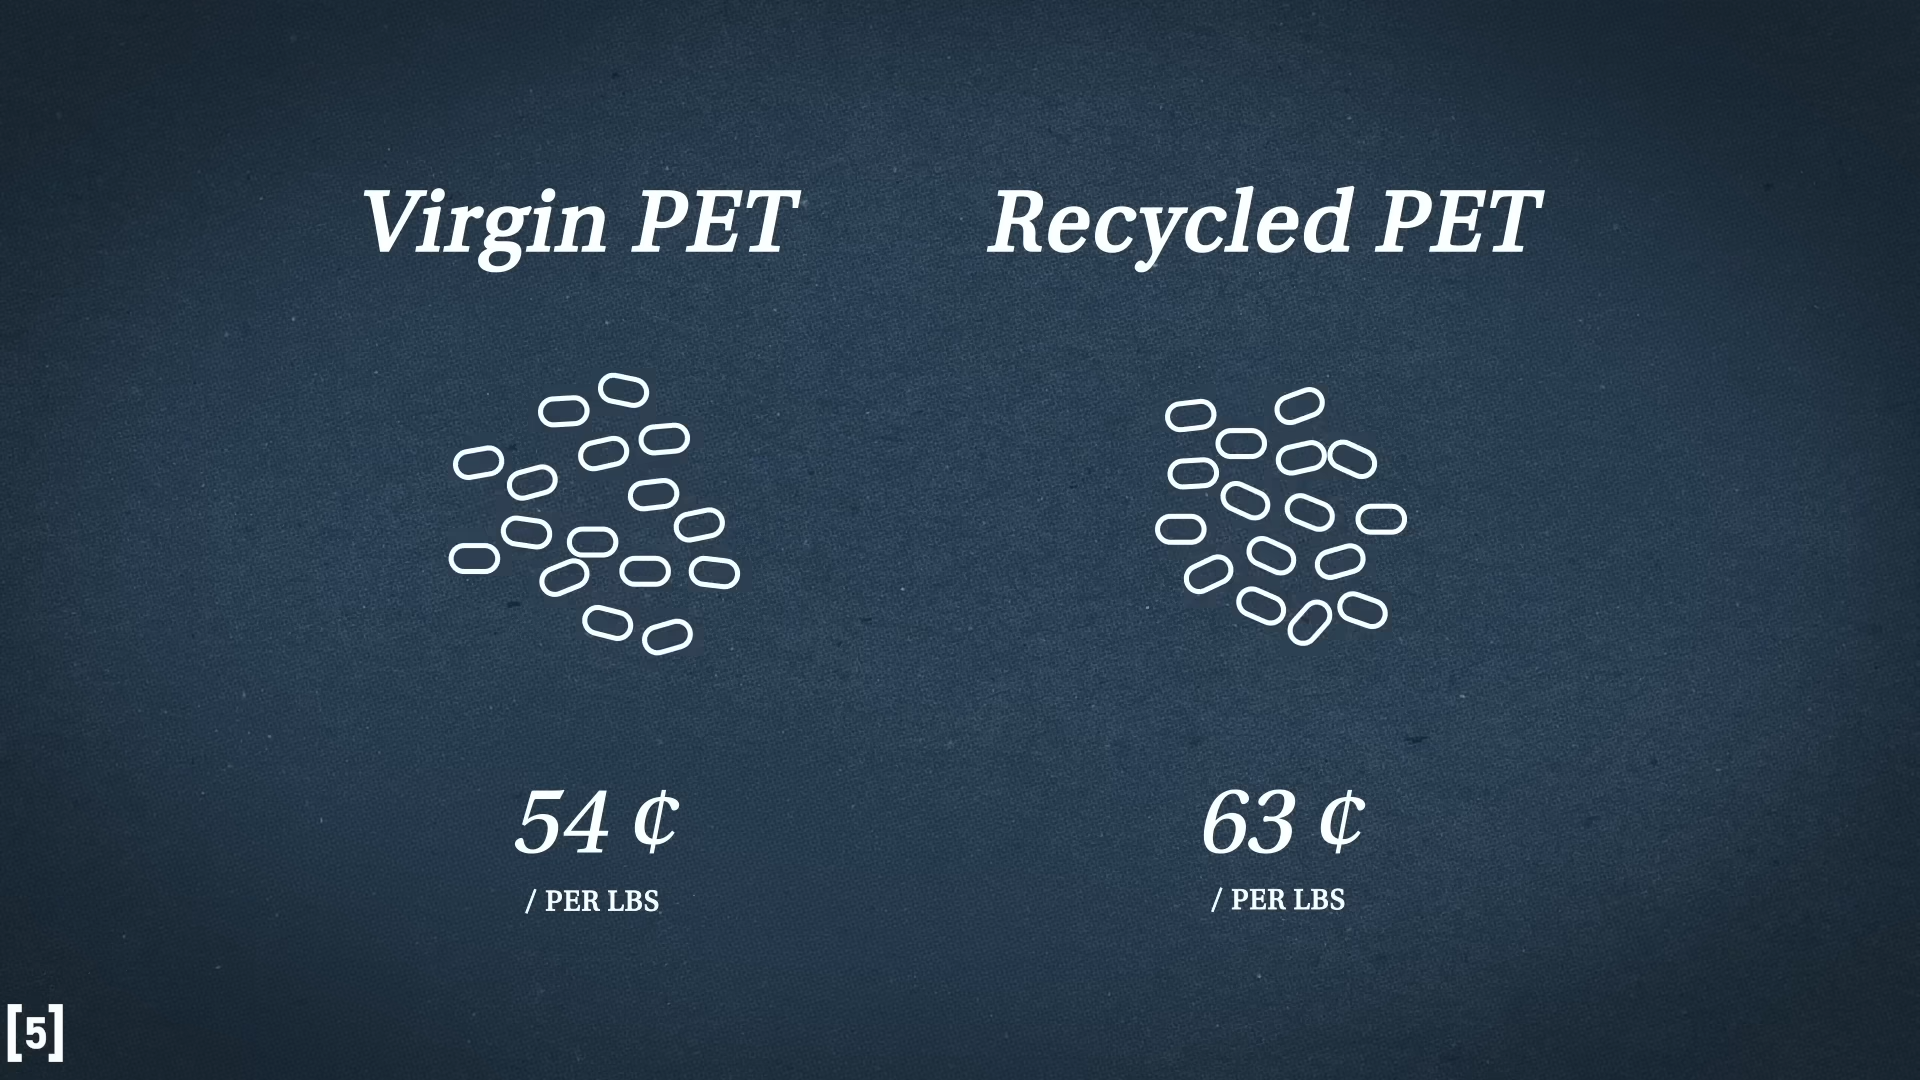 Virgin PET
Recycled PET
54 ¢
/ PER LBS
63 ¢
/ PER LBS
[5]